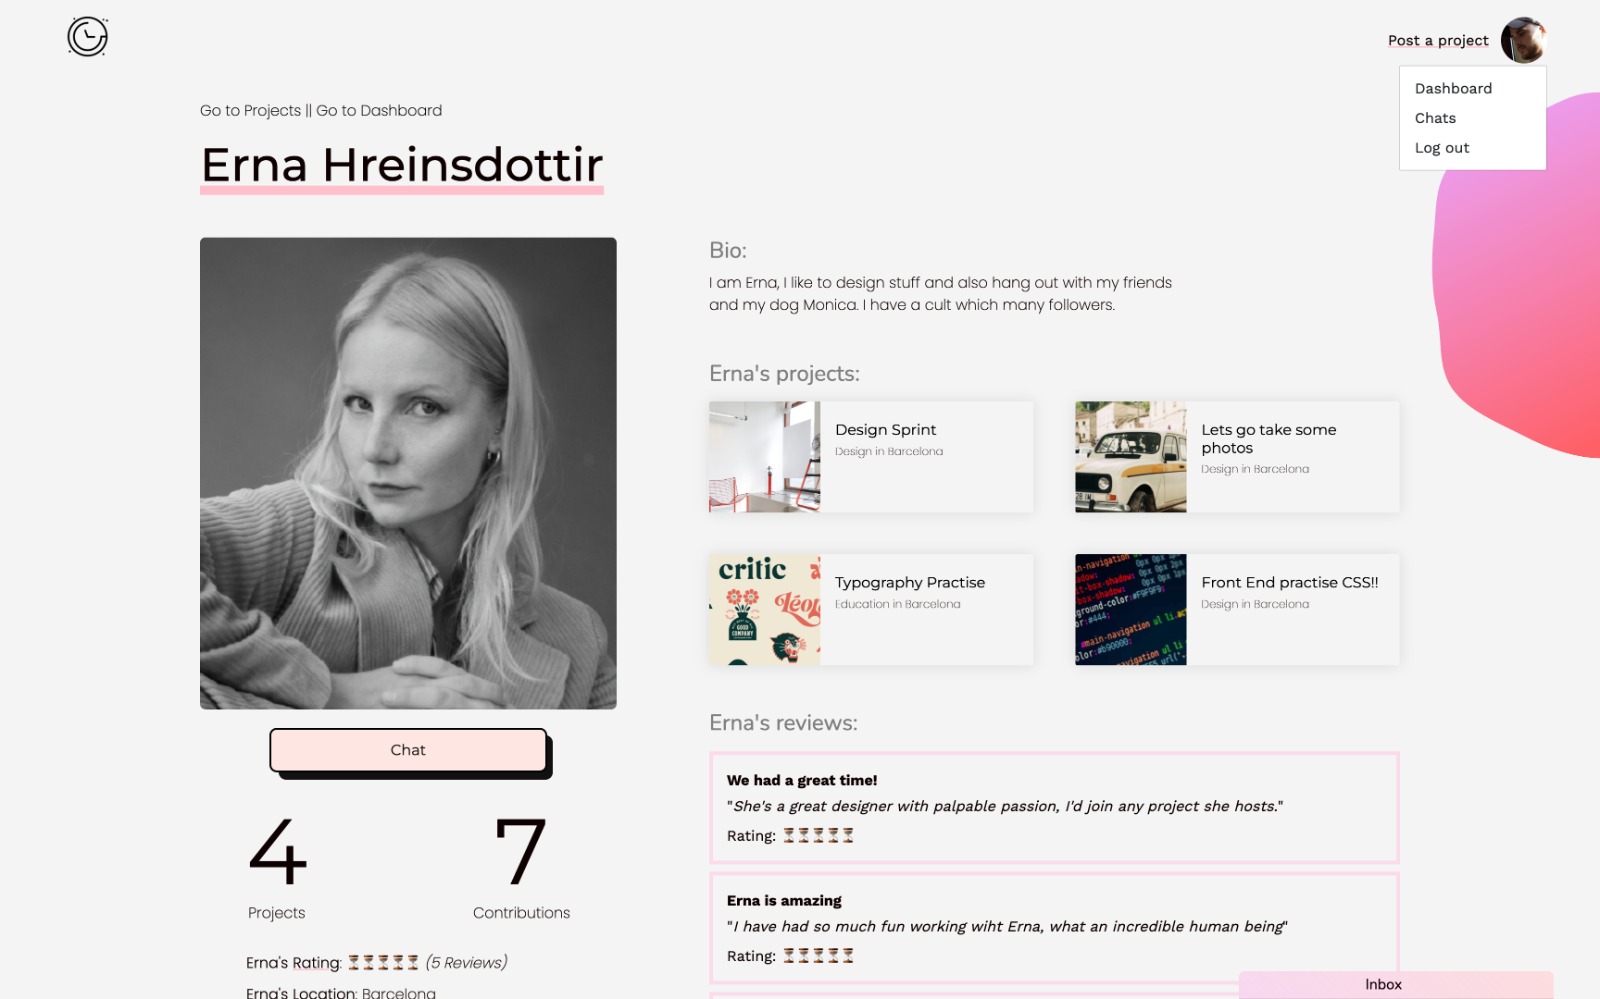 Post a project
Dashboard
Chats
Log out
Go to Projects || Go to Dashboard
Erna Hreinsdottir
Bio:
I am Erna, I like to design stuff and also hang out with my friends
and my dog Monica. I have a cult which many followers.
Erna's projects:
Design Sprint
Design in Barcelona
Lets go take some
photos
Design in Barcelona
critic
Léop
GOOD
COMPANY
Typography Practise
Education in Barcelona
Front End practise CSS!!
Design in Barcelona
Chat
4
Projects
7
Contributions
Erna's Rating: ⏳⏳⏳⏳⏳ (5 Reviews)
Erna's Location: Barcelona
Erna's reviews:
We had a great time!
"She's a great designer with palpable passion, I'd join any project she hosts."
Rating: ⏳⏳⏳⏳⏳
Erna is amazing
"I have had so much fun working wiht Erna, what an incredible human being"
Rating: ⏳⏳⏳⏳⏳
Inbox